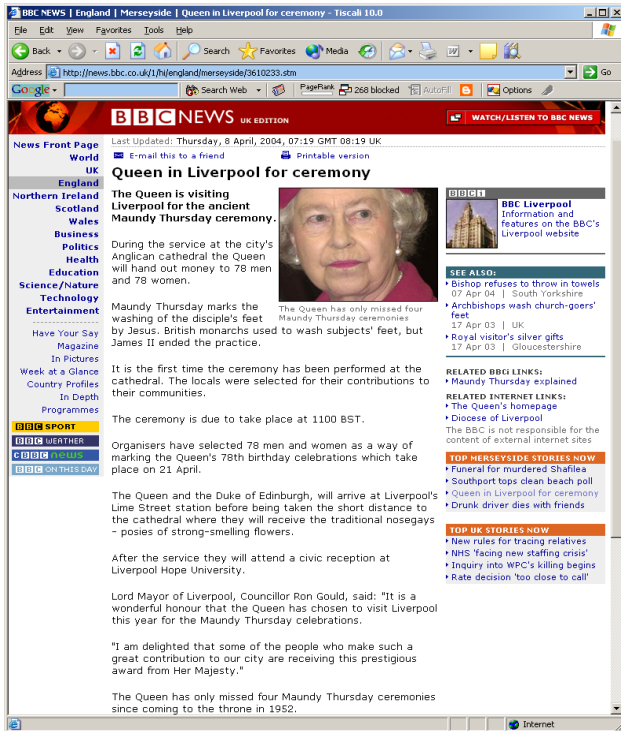 BBC NEWS | England | Merseyside | Queen in Liverpool for ceremony - Tiscali 10.0
File Edit View Favorites Tools Help
Back Search Favorites Media
Address http://news.bbc.co.uk/1/hi/england/merseyside/3610233.stm Go
Google Search Web PageRank 268 blocked AutoFill Options
BBC NEWS UK EDITION
WATCH/LISTEN TO BBC NEWS
News Front Page
World
UK
England
Northern Ireland
Scotland
Wales
Business
Politics
Health
Education
Science/Nature
Technology
Entertainment
Have Your Say
Magazine
In Pictures
Week at a Glance
Country Profiles
In Depth
Programmes
BBC SPORT
BBC WEATHER
CBBC news
BBC ON THIS DAY
Last Updated: Thursday, 8 April, 2004, 07:19 GMT 08:19 UK
E-mail this to a friend Printable version
Queen in Liverpool for ceremony
The Queen is visiting
Liverpool for the ancient
Maundy Thursday ceremony.
During the service at the city's
Anglican cathedral the Queen
will hand out money to 78 men
and 78 women.
The Queen has only missed four
Maundy Thursday ceremonies
Maundy Thursday marks the
washing of the disciple's feet
by Jesus. British monarchs used to wash subjects' feet, but
James II ended the practice.
It is the first time the ceremony has been performed at the
cathedral. The locals were selected for their contributions to
their communities.
The ceremony is due to take place at 1100 BST.
Organisers have selected 78 men and women as a way of
marking the Queen's 78th birthday celebrations which take
place on 21 April.
The Queen and the Duke of Edinburgh, will arrive at Liverpool's
Lime Street station before being taken the short distance to
the cathedral where they will receive the traditional nosegays
- posies of strong-smelling flowers.
After the service they will attend a civic reception at
Liverpool Hope University.
Lord Mayor of Liverpool, Councillor Ron Gould, said: "It is a
wonderful honour that the Queen has chosen to visit Liverpool
this year for the Maundy Thursday celebrations.
"I am delighted that some of the people who make such a
great contribution to our city are receiving this prestigious
award from Her Majesty."
The Queen has only missed four Maundy Thursday ceremonies
since coming to the throne in 1952.
BBCi
BBC Liverpool
Information and
features on the BBC's
Liverpool website
SEE ALSO:
Bishop refuses to throw in towels
07 Apr 04 | South Yorkshire
Archbishops wash church-goers'
feet
17 Apr 03 | UK
Royal visitor's silver gifts
17 Apr 03 | Gloucestershire
RELATED BBCi LINKS:
Maundy Thursday explained
RELATED INTERNET LINKS:
The Queen's homepage
Diocese of Liverpool
The BBC is not responsible for the
content of external internet sites
TOP MERSEYSIDE STORIES NOW
Funeral for murdered Shafilea
Southport tops clean beach poll
Queen in Liverpool for ceremony
Drunk driver dies with friends
TOP UK STORIES NOW
New rules for tracing relatives
NHS 'facing new staffing crisis'
Inquiry into WPC's killing begins
Rate decision 'too close to call'
Internet